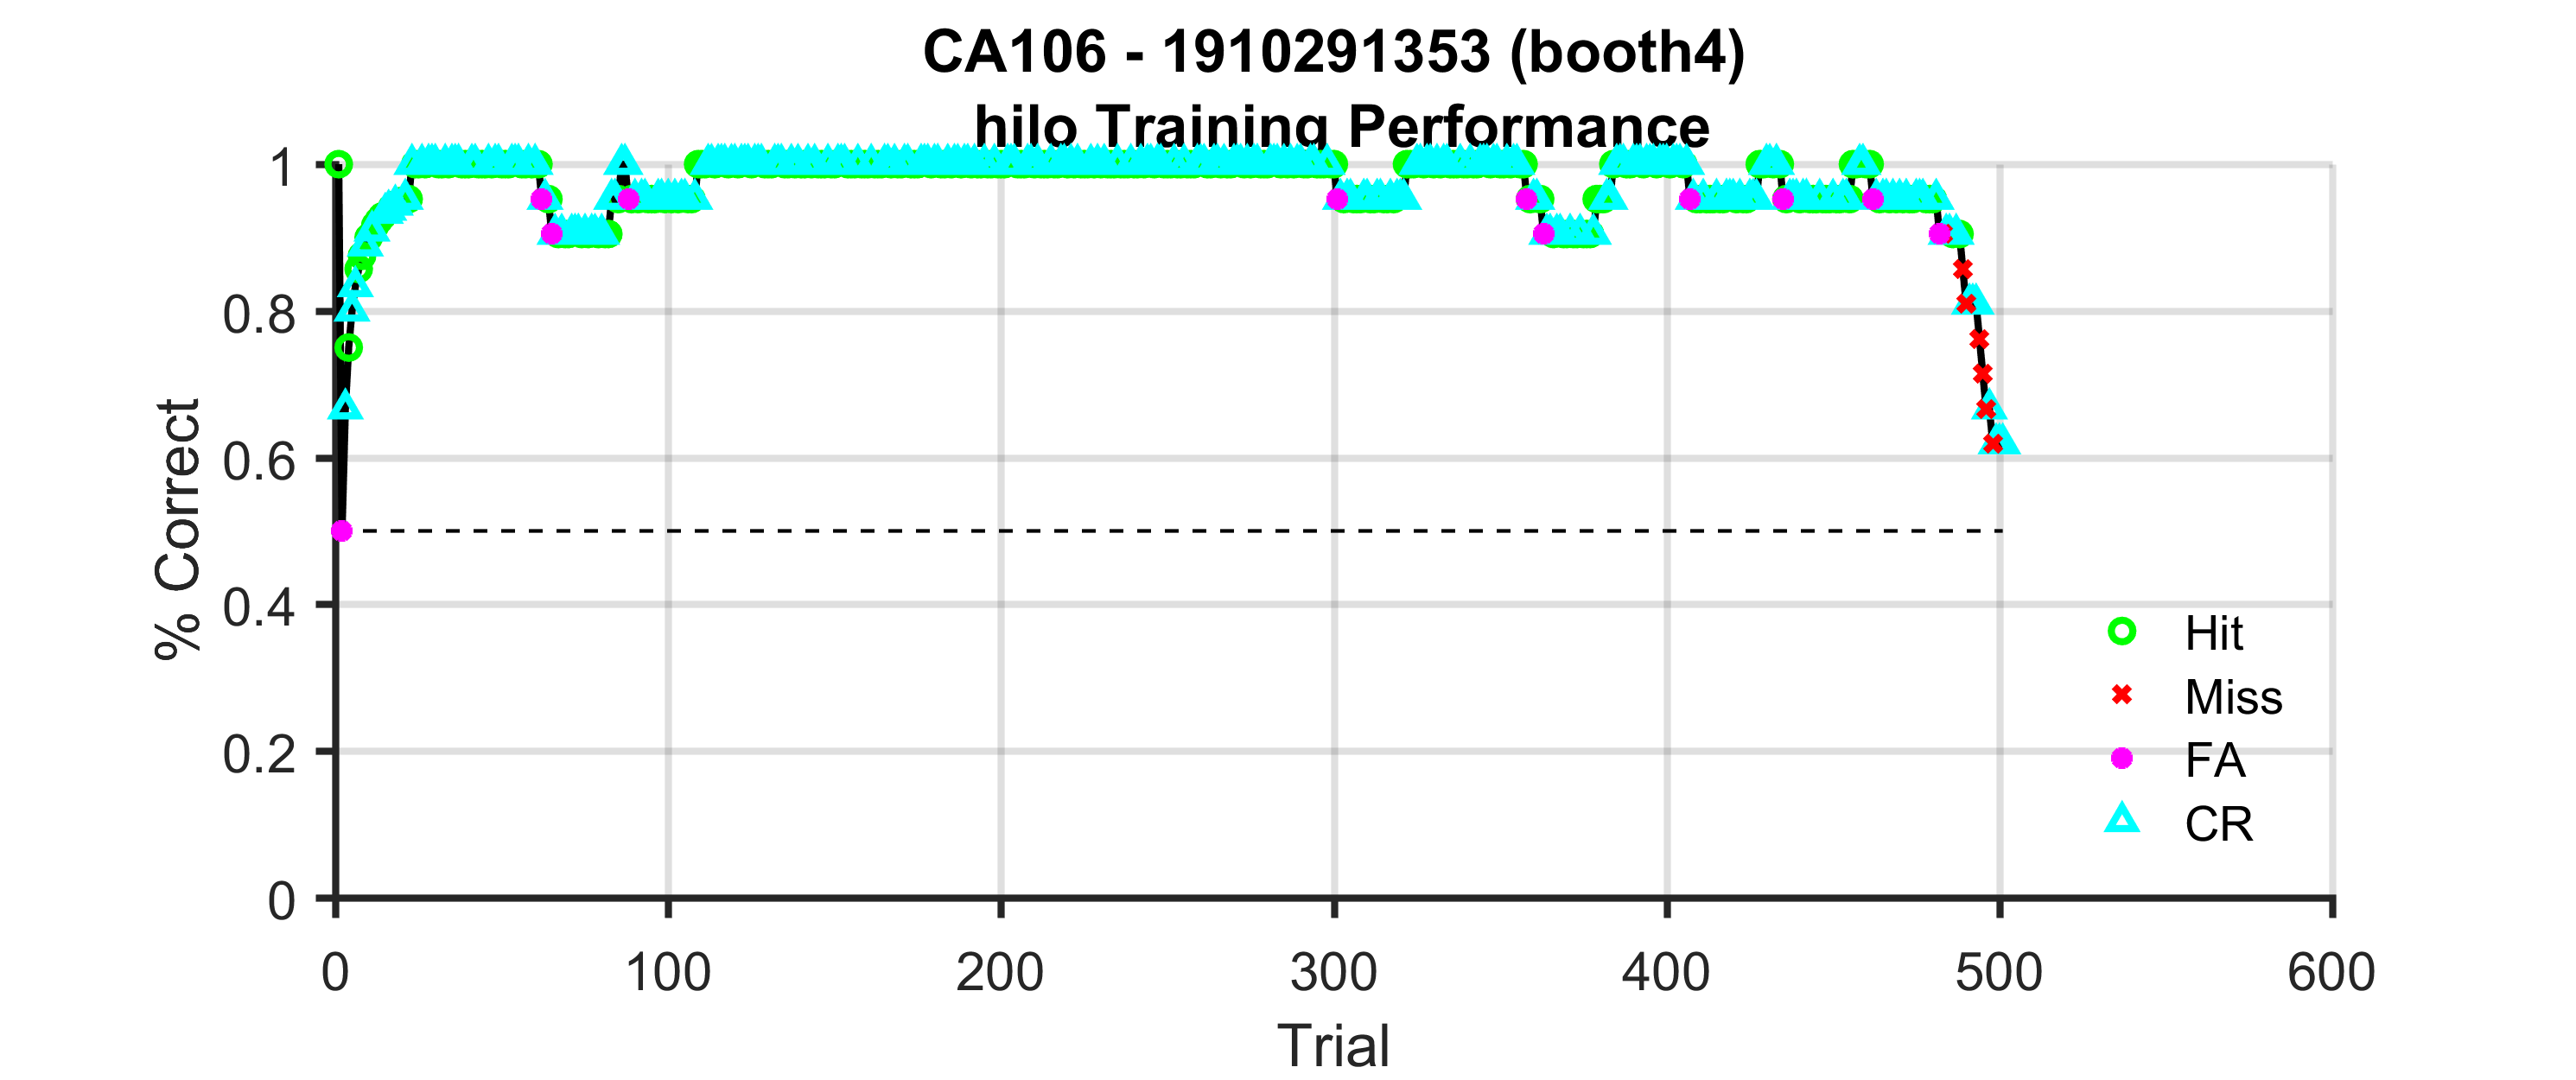 CA106 - 1910291353 (booth4)
hilo Training Performance
% Correct
1
0.8
0.6
0.4
0.2
0
0 100 200 300 400 500 600
Trial
Hit
Miss
FA
CR